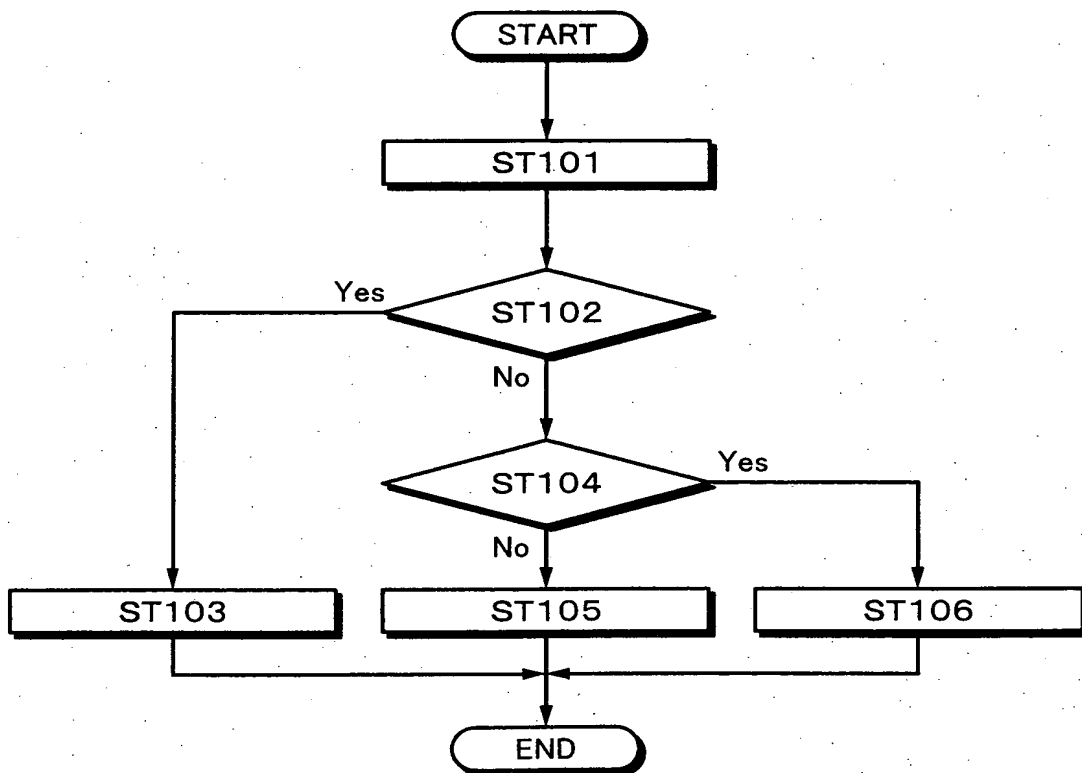 START
ST101
Yes
ST102
No
ST104
Yes
No
ST103
ST105
ST106
END